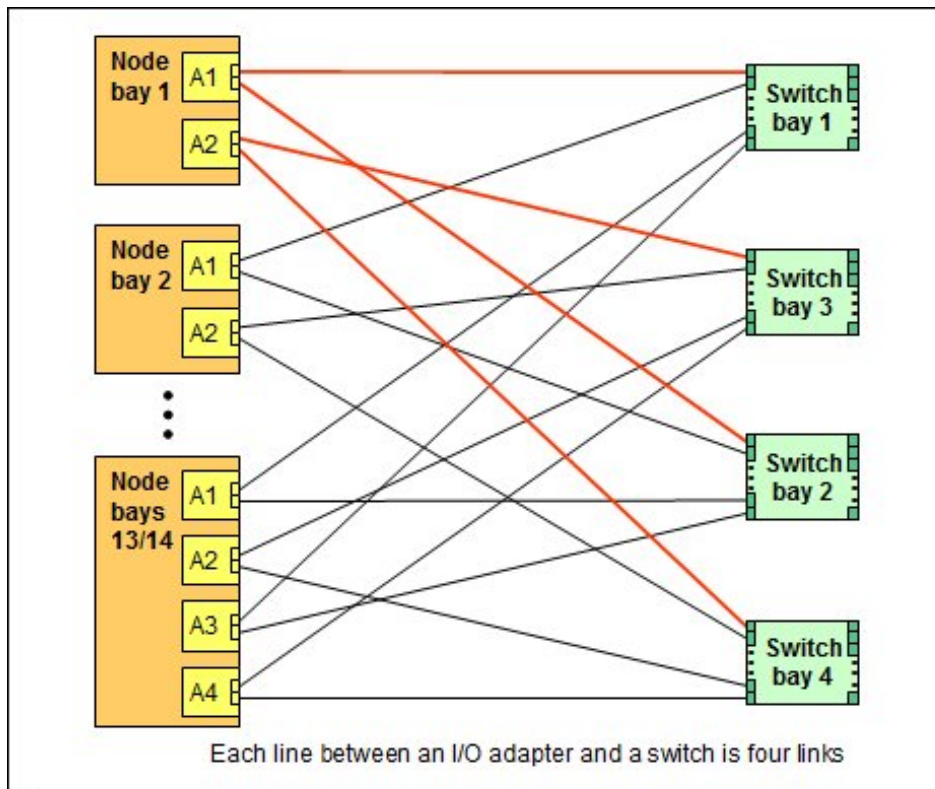 Node
bay 1
A1
A2
Node
bay 2
A1
A2
Node
bays
13/14
A1
A2
A3
A4
Switch
bay 1
Switch
bay 3
Switch
bay 2
Switch
bay 4
Each line between an I/O adapter and a switch is four links